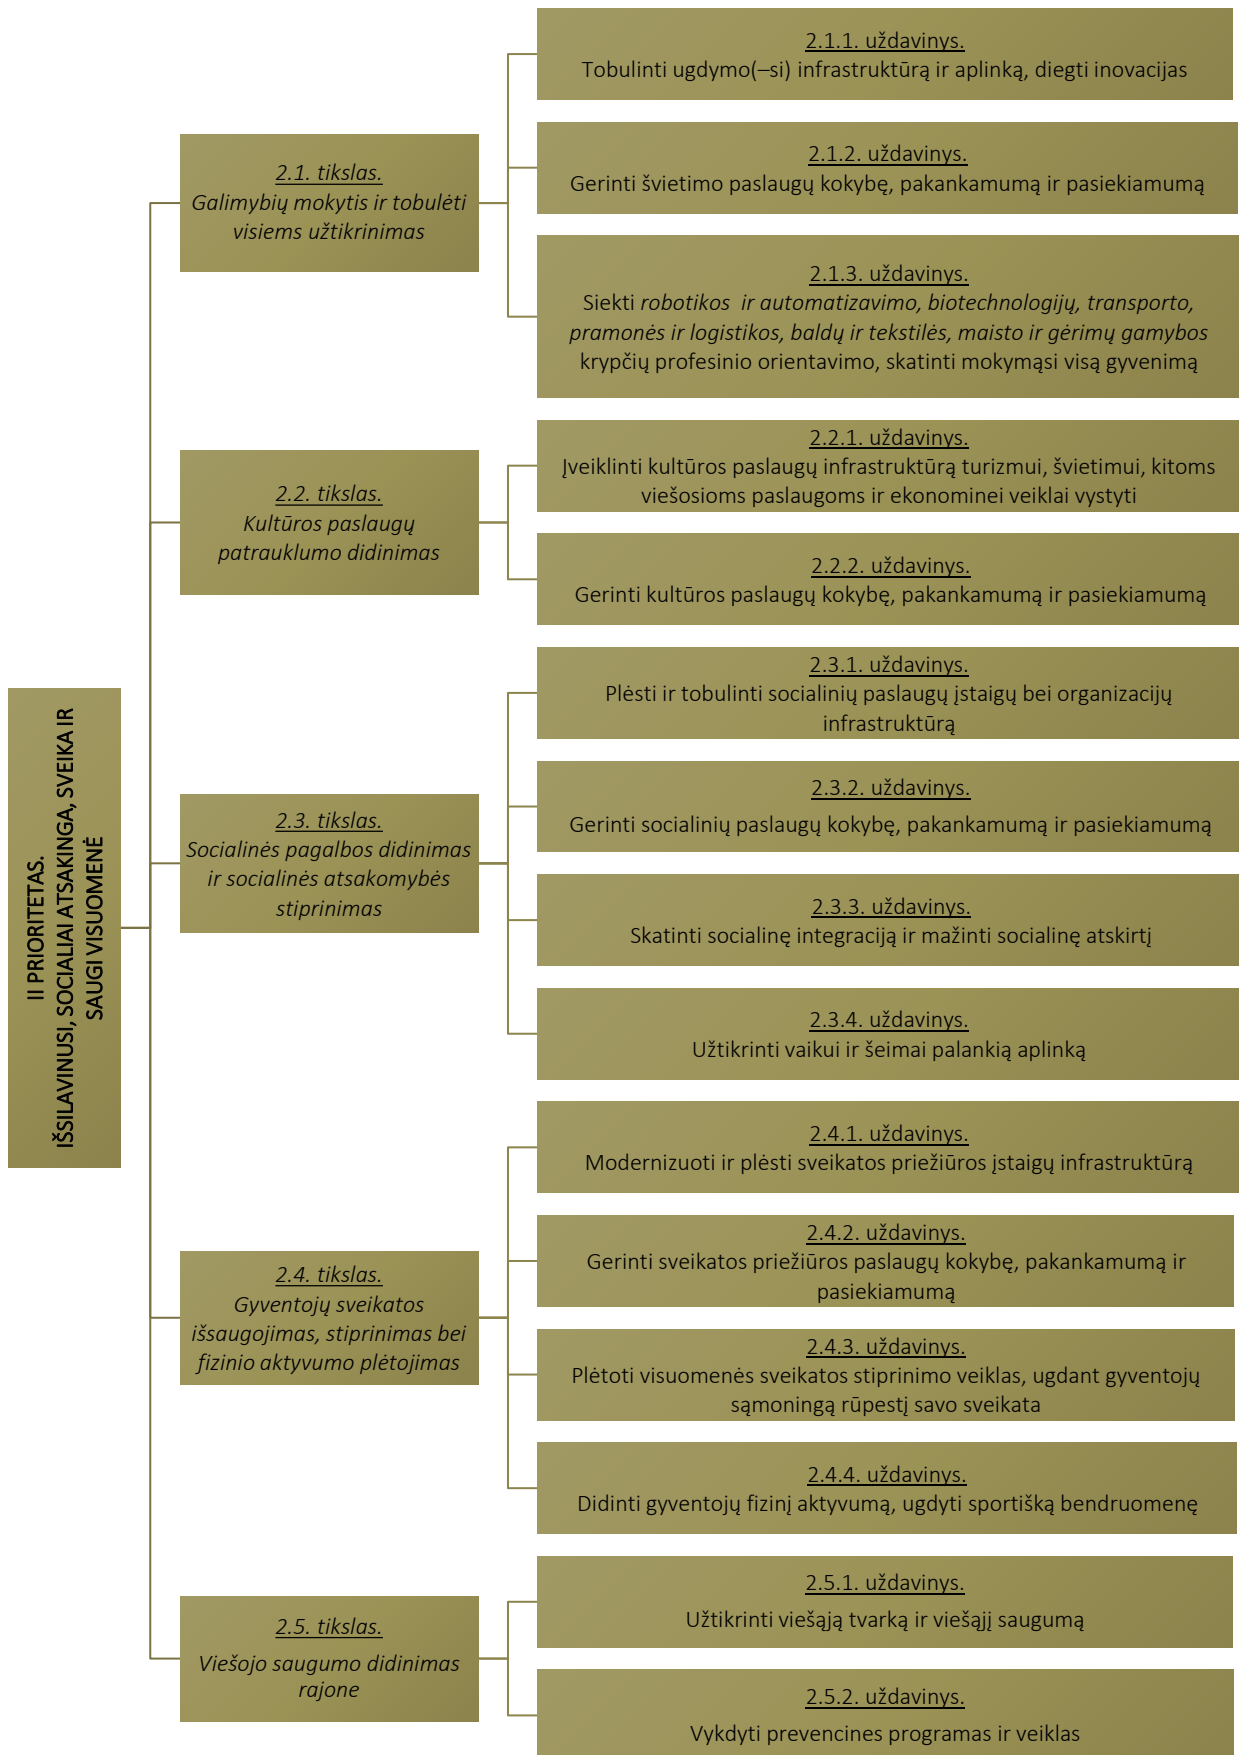 II PRIORITETAS.
IŠSILAVINUSI, SOCIALIAI ATSAKINGA, SVEIKA IR
SAUGI VISUOMENĖ
2.1. tikslas.
Galimybių mokytis ir tobulėti
visiems užtikrinimas
2.1.1. uždavinys.
Tobulinti ugdymo(–si) infrastruktūrą ir aplinką, diegti inovacijas
2.1.2. uždavinys.
Gerinti švietimo paslaugų kokybę, pakankamumą ir pasiekiamumą
2.1.3. uždavinys.
Siekti robotikos ir automatizavimo, biotechnologijų, transporto,
pramonės ir logistikos, baldų ir tekstilės, maisto ir gėrimų gamybos
krypčių profesinio orientavimo, skatinti mokymąsi visą gyvenimą
2.2. tikslas.
Kultūros paslaugų
patrauklumo didinimas
2.2.1. uždavinys.
Įveiklinti kultūros paslaugų infrastruktūrą turizmui, švietimui, kitoms
viešosioms paslaugoms ir ekonominei veiklai vystyti
2.2.2. uždavinys.
Gerinti kultūros paslaugų kokybę, pakankamumą ir pasiekiamumą
2.3. tikslas.
Socialinės pagalbos didinimas
ir socialinės atsakomybės
stiprinimas
2.3.1. uždavinys.
Plėsti ir tobulinti socialinių paslaugų įstaigų bei organizacijų
infrastruktūrą
2.3.2. uždavinys.
Gerinti socialinių paslaugų kokybę, pakankamumą ir pasiekiamumą
2.3.3. uždavinys.
Skatinti socialinę integraciją ir mažinti socialinę atskirtį
2.3.4. uždavinys.
Užtikrinti vaikui ir šeimai palankią aplinką
2.4. tikslas.
Gyventojų sveikatos
išsaugojimas, stiprinimas bei
fizinio aktyvumo plėtojimas
2.4.1. uždavinys.
Modernizuoti ir plėsti sveikatos priežiūros įstaigų infrastruktūrą
2.4.2. uždavinys.
Gerinti sveikatos priežiūros paslaugų kokybę, pakankamumą ir
pasiekiamumą
2.4.3. uždavinys.
Plėtoti visuomenės sveikatos stiprinimo veiklas, ugdant gyventojų
sąmoningą rūpestį savo sveikata
2.4.4. uždavinys.
Didinti gyventojų fizinį aktyvumą, ugdyti sportišką bendruomenę
2.5. tikslas.
Viešojo saugumo didinimas
rajone
2.5.1. uždavinys.
Užtikrinti viešąją tvarką ir viešąjį saugumą
2.5.2. uždavinys.
Vykdyti prevencines programas ir veiklas